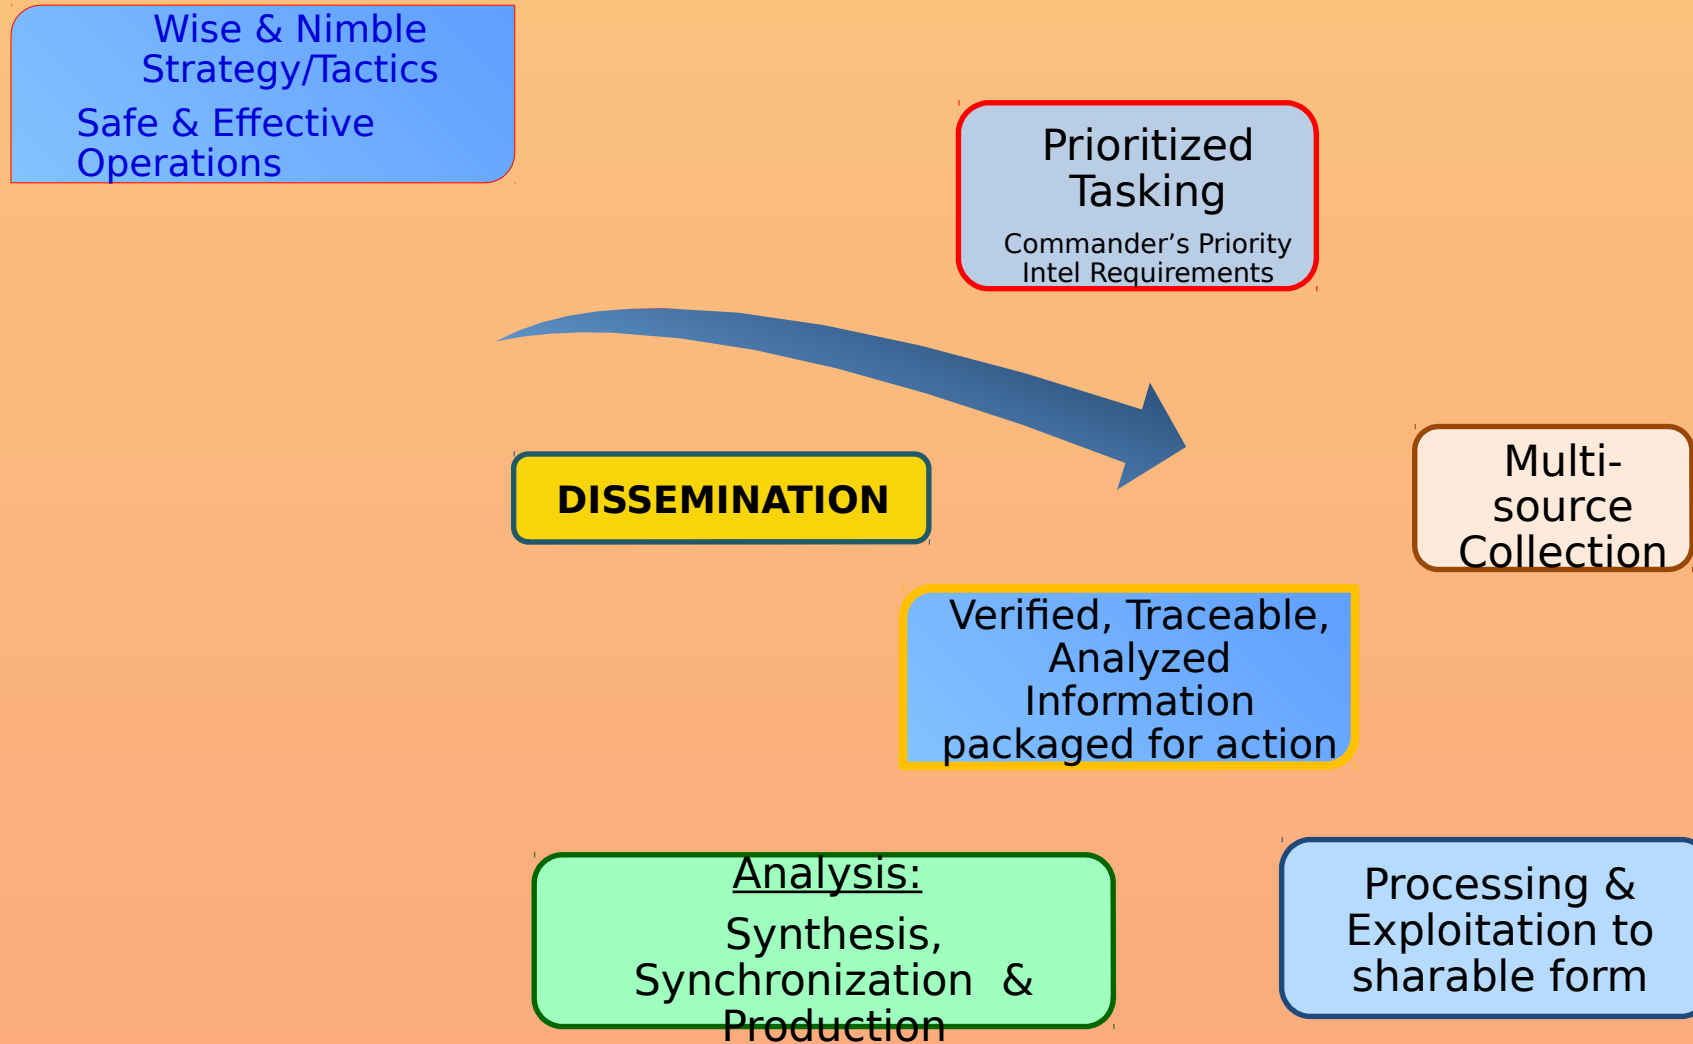 Wise & Nimble
Strategy/Tactics
Safe & Effective
Operations
Prioritized
Tasking
Commander’s Priority
Intel Requirements
DISSEMINATION
Multi-
source
Collection
Verified, Traceable,
Analyzed
Information
packaged for action
Analysis:
Synthesis,
Synchronization  &
Production
Processing &
Exploitation to
sharable form